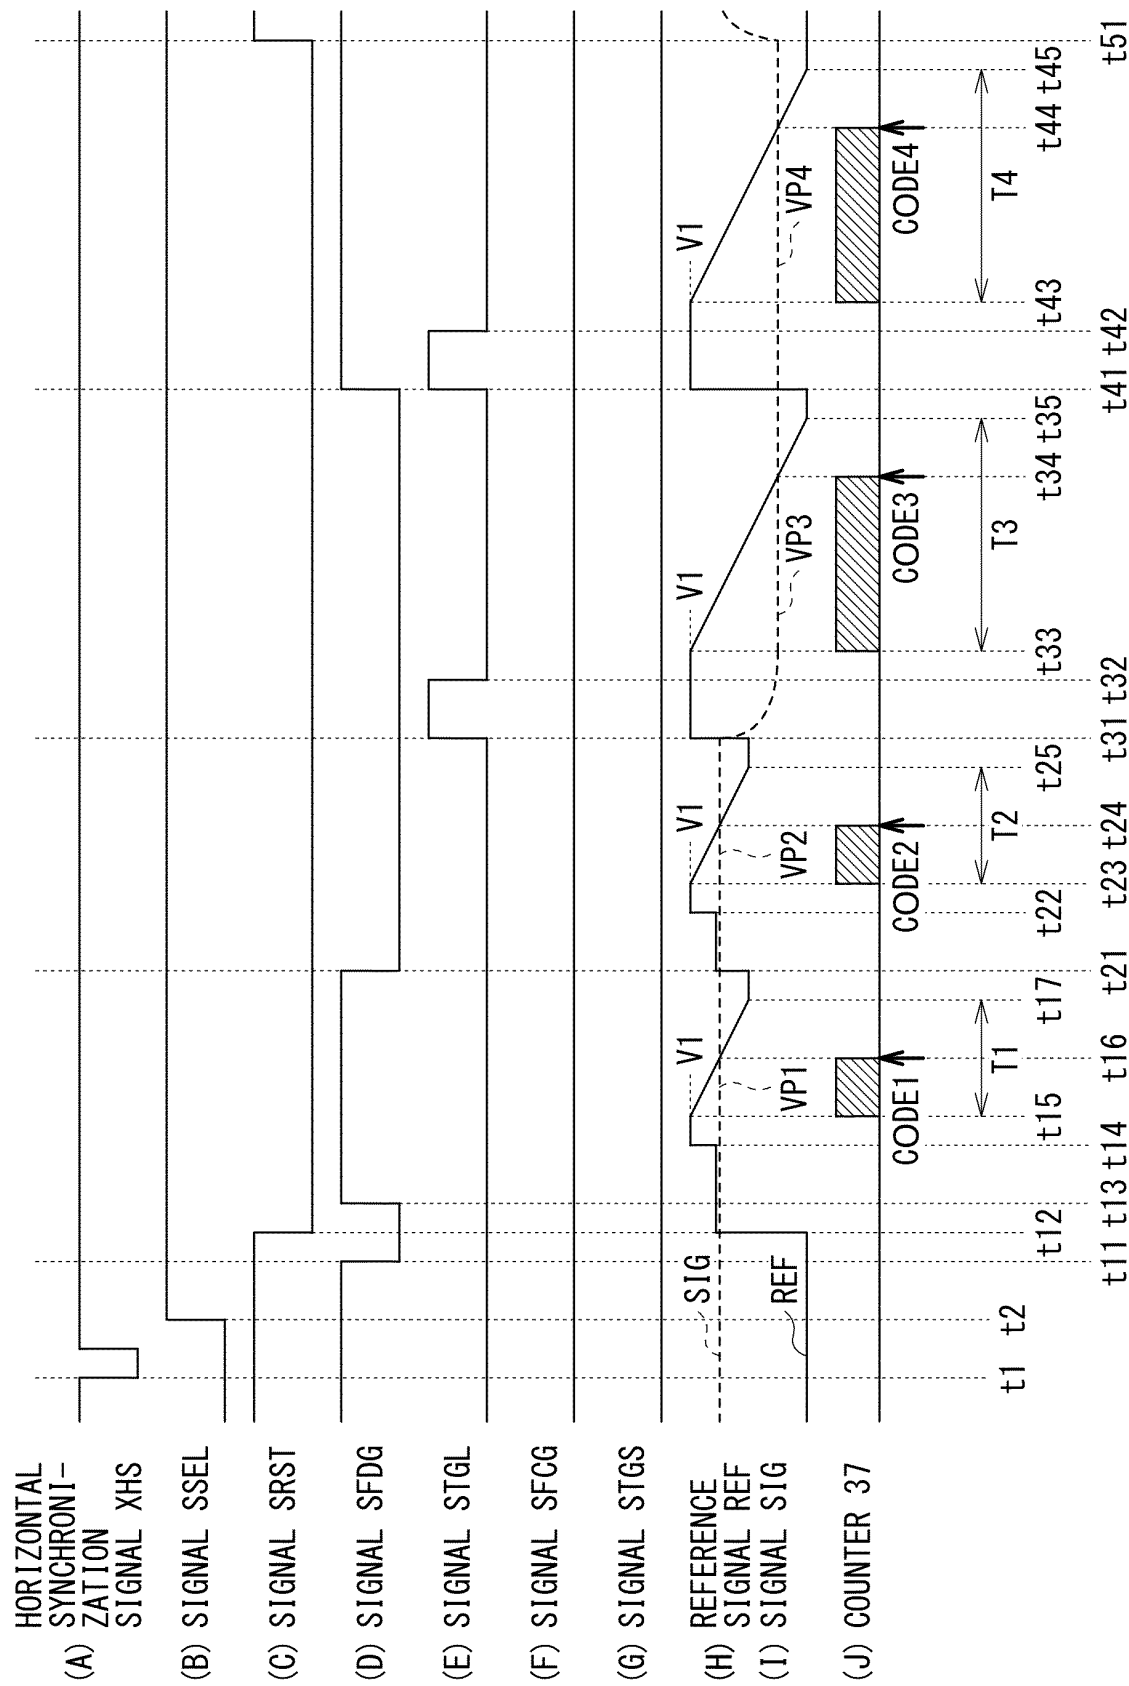 HORIZONTAL
SYNCHRONI-
(A) ZATION
SIGNAL XHS
(B) SIGNAL SSEL
(C) SIGNAL SRST
(D) SIGNAL SFDG
(E) SIGNAL STGL
(F) SIGNAL SFCG
(G) SIGNAL STGS
(H) REFERENCE
SIGNAL REF
(I) SIGNAL SIG
(J) COUNTER 37
SIG
V1 V1 V1 V1
REF
VP1 VP2 VP3 VP4
CODE1 CODE2 CODE3 CODE4
T1 T2 T3 T4
t1 t2
t12 t15 t17 t22 t25 t33 t34 t35 t43 t44 t45
t11 t13 t14 t16 t21 t23 t24 t31 t32 t41 t42 t51